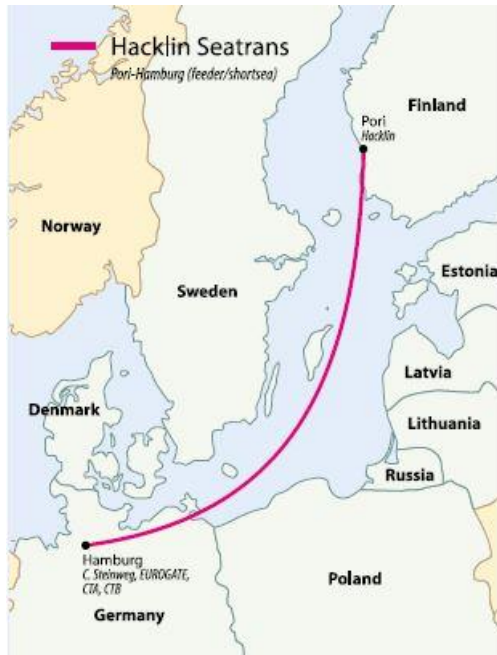 Hacklin Seatrans
Pori-Hamburg (feeder/shortsea)
Pori
Hacklin
Finland
Norway
Sweden
Estonia
Latvia
Denmark
Lithuania
Russia
Hamburg
C. Steinweg, EUROGATE,
CTA, CTB
Poland
Germany